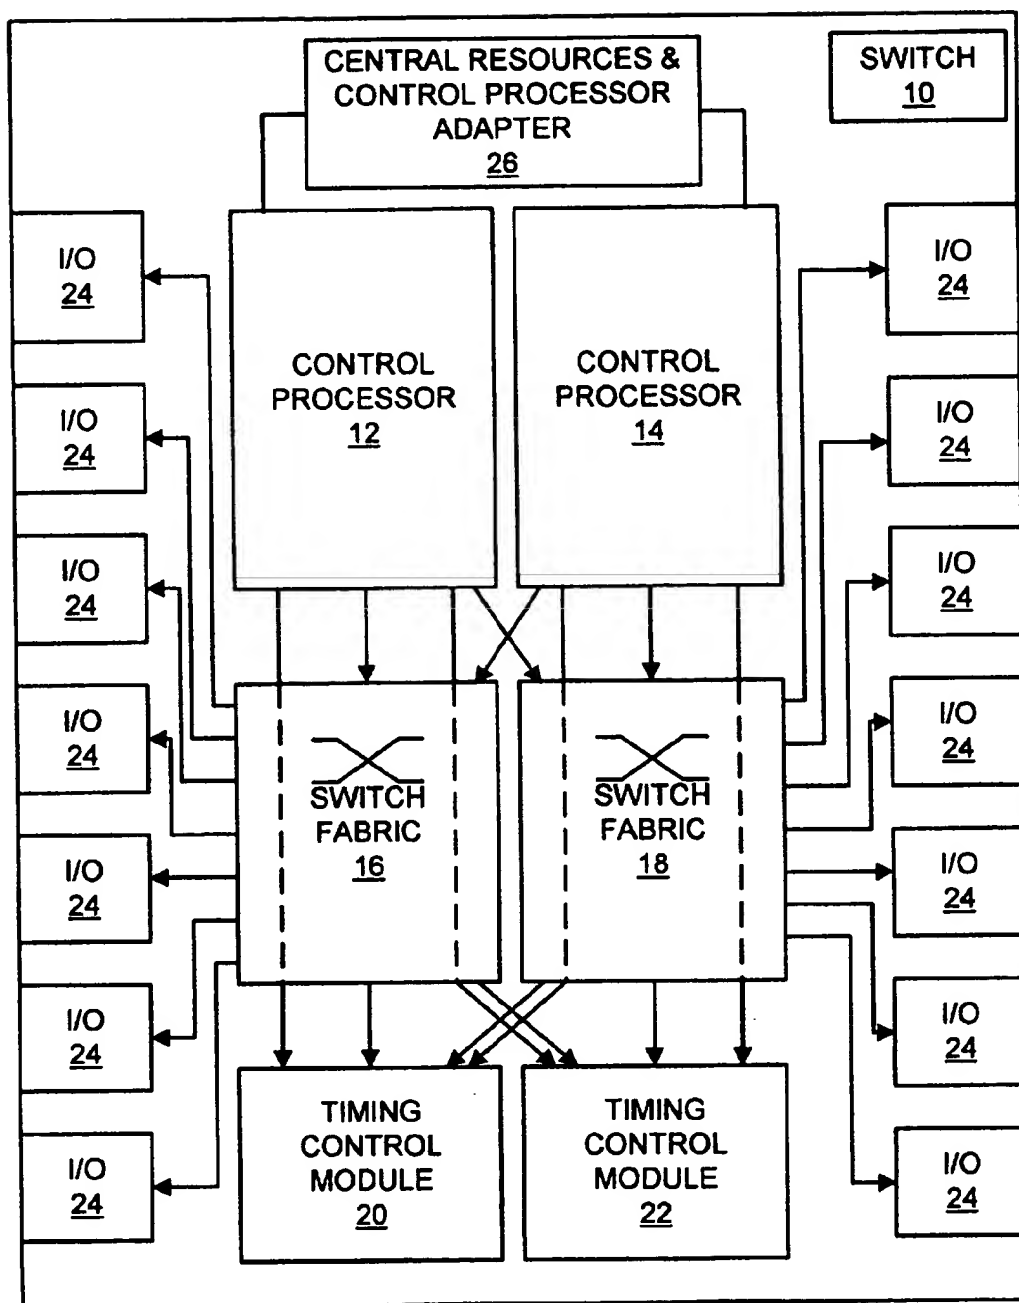 CENTRAL RESOURCES &
CONTROL PROCESSOR
ADAPTER
26
SWITCH
10
I/O
24
I/O
24
I/O
24
I/O
24
I/O
24
I/O
24
I/O
24
CONTROL
PROCESSOR
12
CONTROL
PROCESSOR
14
SWITCH
FABRIC
16
SWITCH
FABRIC
18
TIMING
CONTROL
MODULE
20
TIMING
CONTROL
MODULE
22
I/O
24
I/O
24
I/O
24
I/O
24
I/O
24
I/O
24
I/O
24